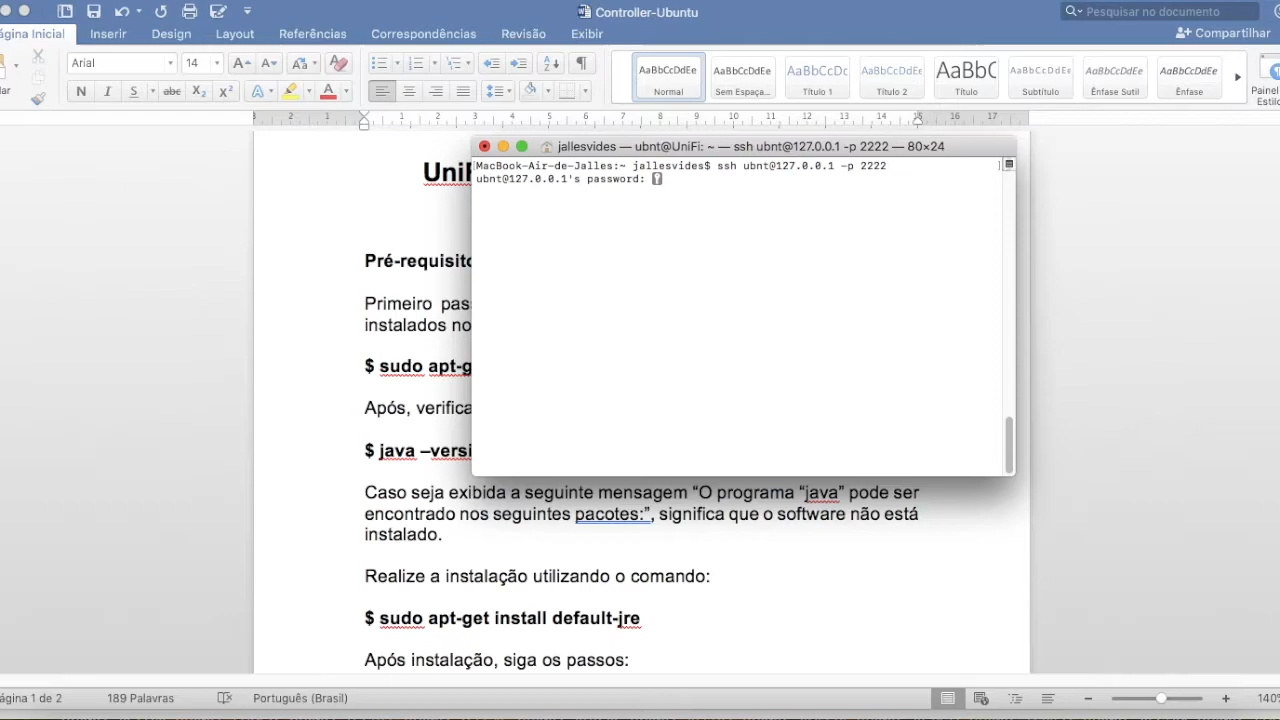 Controller-Ubuntu
Pesquisar no documento
ágina Inicial
Inserir
Design
Layout
Referências
Correspondências
Revisão
Exibir
Compartilhar
Arial
14
AaBbCcDdEe
Normal
AaBbCcDdEe
Sem Espaça...
AaBbCcDc
Título 1
AaBbCcDdEe
Título 2
AaBbC
Título
AaBbCcDdEe
Subtítulo
AaBbCcDdEe
Ênfase Sutil
AaBbCcDdEe
Ênfase
Painel
Estilo
jallesvides — ubnt@UniFi: ~ — ssh ubnt@127.0.0.1 -p 2222 — 80×24
[MacBook-Air-de-Jalles:~ jallesvides$ ssh ubnt@127.0.0.1 -p 2222 ]
ubnt@127.0.0.1's password:
Pré-requisito
Primeiro pas
instalados no
$ sudo apt-g
Após, verifica
$ java –versi
Caso seja exibida a seguinte mensagem “O programa “java” pode ser
encontrado nos seguintes pacotes:”, significa que o software não está
instalado.
Realize a instalação utilizando o comando:
$ sudo apt-get install default-jre
Após instalação, siga os passos:
ágina 1 de 2
189 Palavras
Português (Brasil)
140%